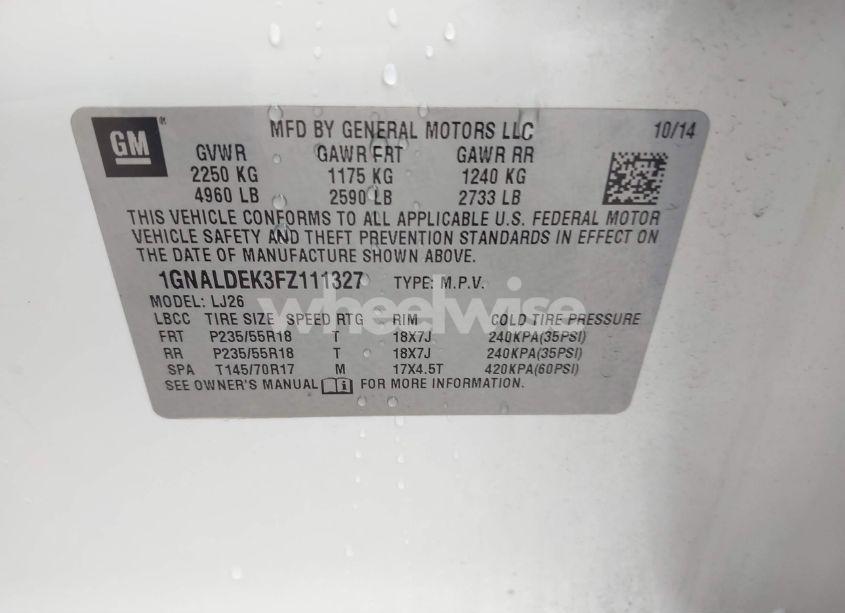 GM ® MFD BY GENERAL MOTORS LLC 10/14
GVWR GAWR FRT GAWR RR
2250 KG 1175 KG 1240 KG
4960 LB 2590 LB 2733 LB
THIS VEHICLE CONFORMS TO ALL APPLICABLE U.S. FEDERAL MOTOR
VEHICLE SAFETY AND THEFT PREVENTION STANDARDS IN EFFECT ON
THE DATE OF MANUFACTURE SHOWN ABOVE.
1GNALDEK3FZ111327 TYPE: M.P.V.
MODEL: LJ26
wheelwise
LBCC TIRE SIZE SPEED RTG RIM COLD TIRE PRESSURE
FRT P235/55R18 T 18X7J 240KPA(35PSI)
RR P235/55R18 T 18X7J 240KPA(35PSI)
SPA T145/70R17 M 17X4.5T 420KPA(60PSI)
SEE OWNER'S MANUAL FOR MORE INFORMATION.